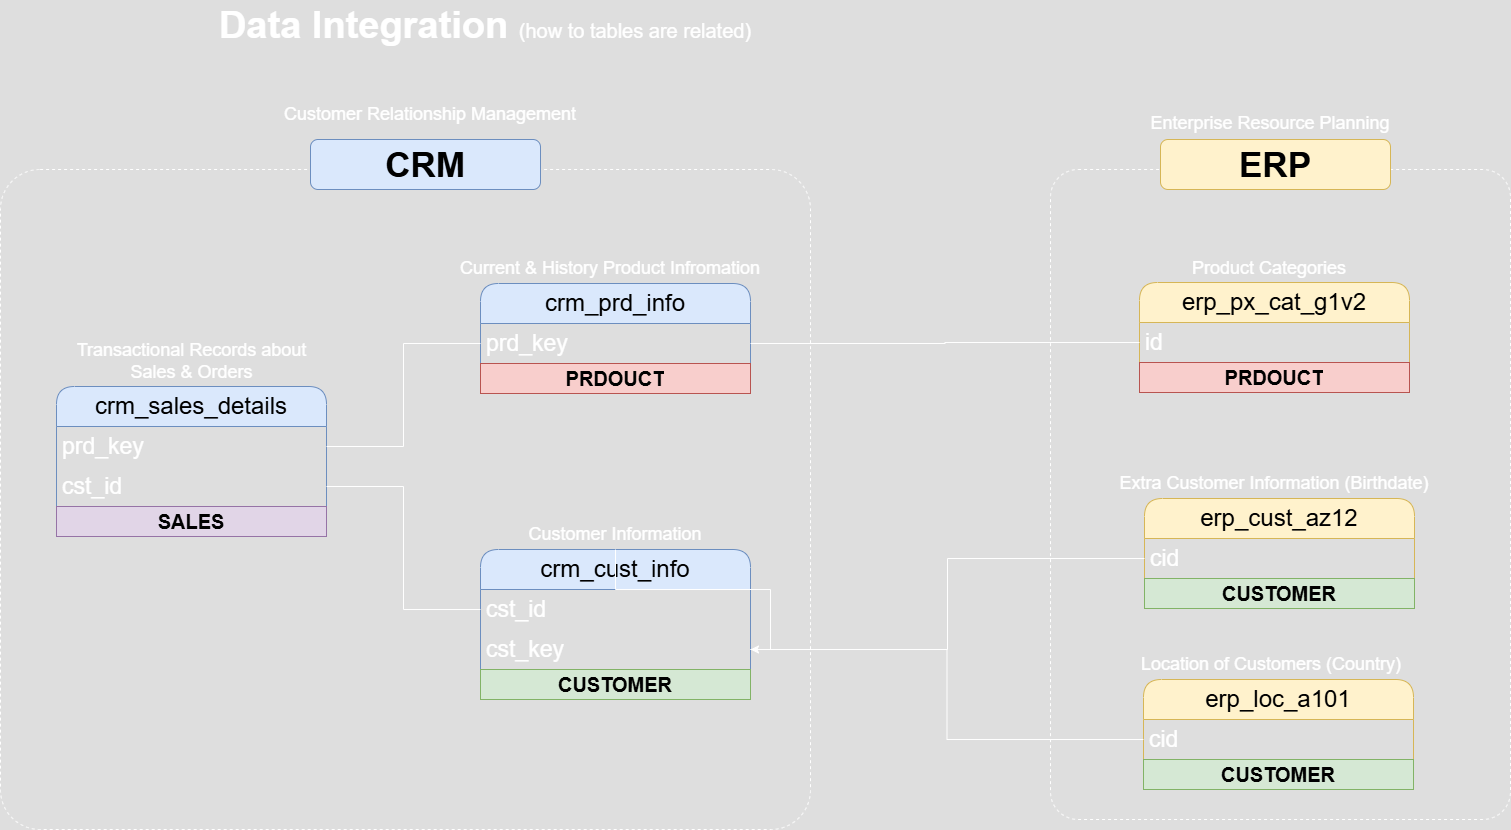 Data Integration (how to tables are related)
Customer Relationship Management
CRM
Enterprise Resource Planning
ERP
Current & History Product Infromation
crm_prd_info
prd_key
PRDOUCT
Product Categories
erp_px_cat_g1v2
id
PRDOUCT
Transactional Records about
Sales & Orders
crm_sales_details
prd_key
cst_id
SALES
Customer Information
crm_cust_info
cst_id
cst_key
CUSTOMER
Extra Customer Information (Birthdate)
erp_cust_az12
cid
CUSTOMER
Location of Customers (Country)
erp_loc_a101
cid
CUSTOMER